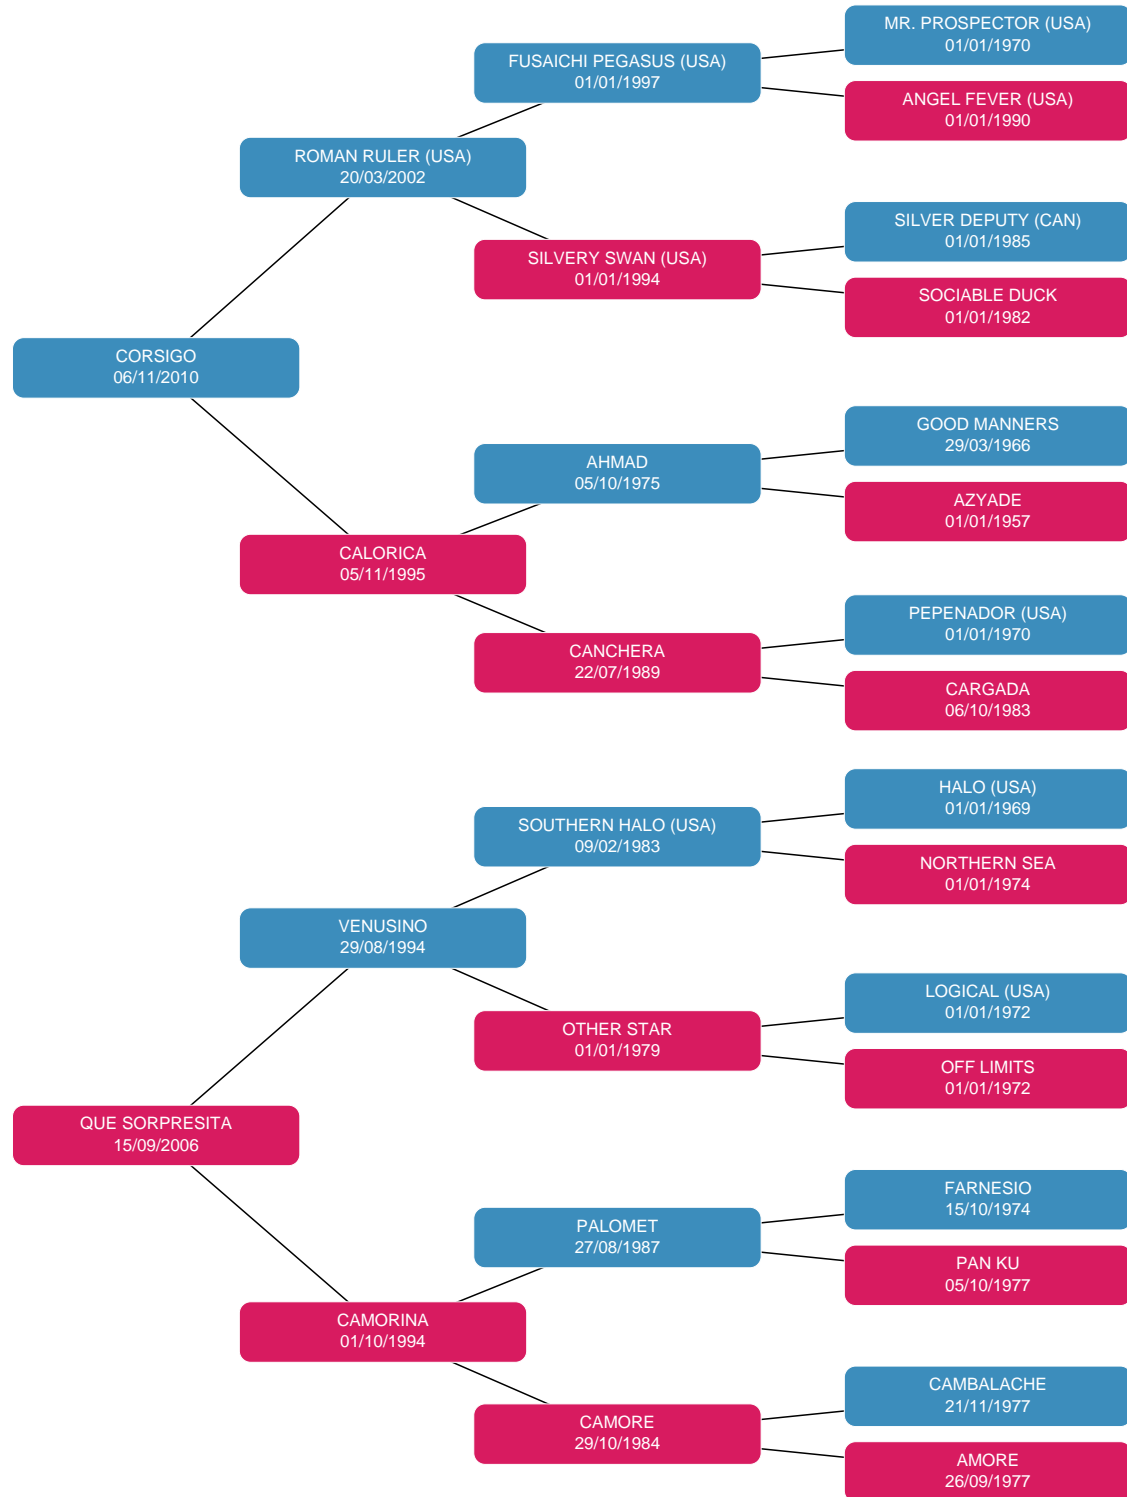 MR. PROSPECTOR (USA)
01/01/1970
FUSAICHI PEGASUS (USA)
01/01/1997
ANGEL FEVER (USA)
01/01/1990
ROMAN RULER (USA)
20/03/2002
SILVER DEPUTY (CAN)
01/01/1985
SILVERY SWAN (USA)
01/01/1994
SOCIABLE DUCK
01/01/1982
CORSIGO
06/11/2010
GOOD MANNERS
29/03/1966
AHMAD
05/10/1975
AZYADE
01/01/1957
CALORICA
05/11/1995
PEPENADOR (USA)
01/01/1970
CANCHERA
22/07/1989
CARGADA
06/10/1983
HALO (USA)
01/01/1969
SOUTHERN HALO (USA)
09/02/1983
NORTHERN SEA
01/01/1974
VENUSINO
29/08/1994
LOGICAL (USA)
01/01/1972
OTHER STAR
01/01/1979
OFF LIMITS
01/01/1972
QUE SORPRESITA
15/09/2006
FARNESIO
15/10/1974
PALOMET
27/08/1987
PAN KU
05/10/1977
CAMORINA
01/10/1994
CAMBALACHE
21/11/1977
CAMORE
29/10/1984
AMORE
26/09/1977